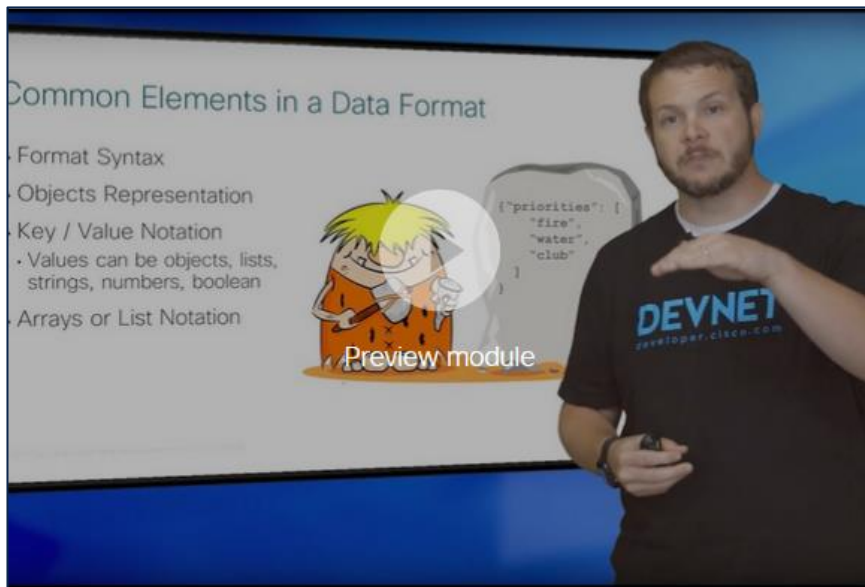 Common Elements in a Data Format
· Format Syntax
· Objects Representation
· Key / Value Notation
· Values can be objects, lists,
strings, numbers, boolean
· Arrays or List Notation
{"priorities": [
"fire",
"water",
"club"
]
}
Preview module
DEVNET
developer.cisco.com